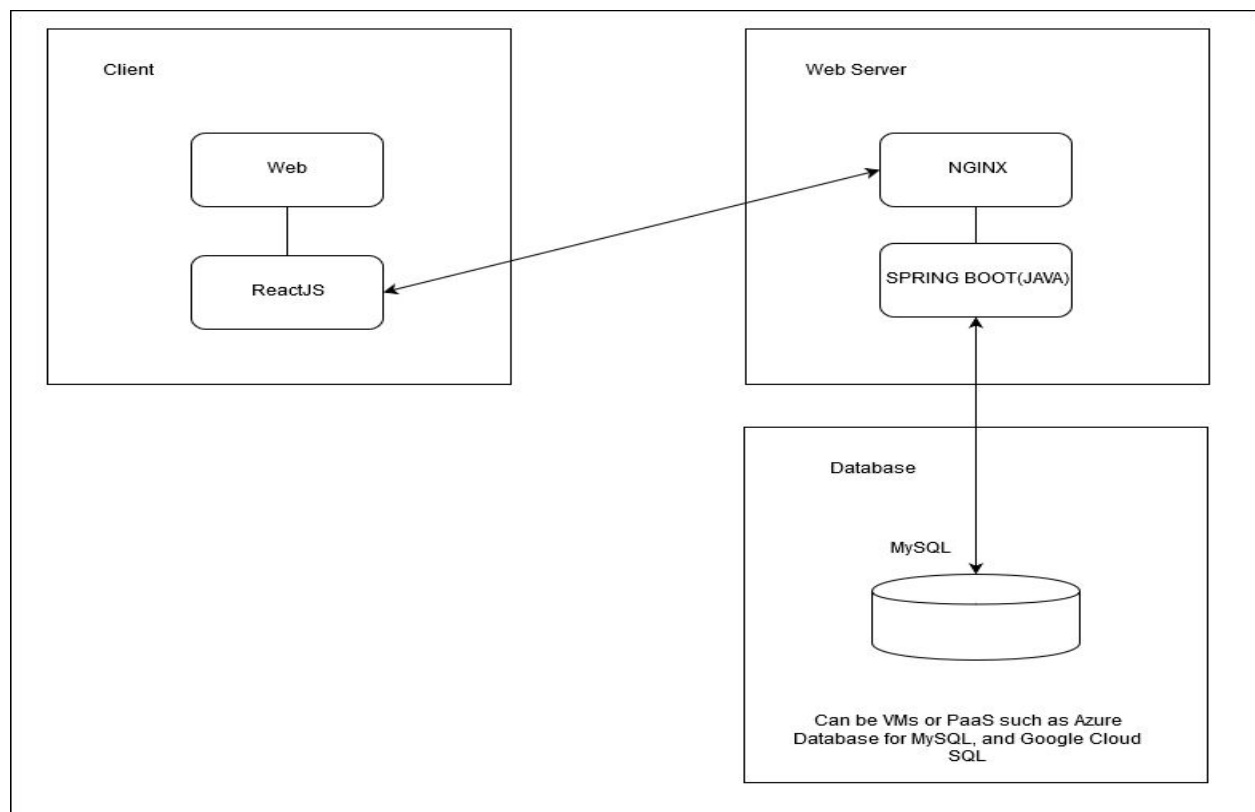 Client
Web
ReactJS
Web Server
NGINX
SPRING BOOT(JAVA)
Database
MySQL
Can be VMs or PaaS such as Azure
Database for MySQL, and Google Cloud
SQL